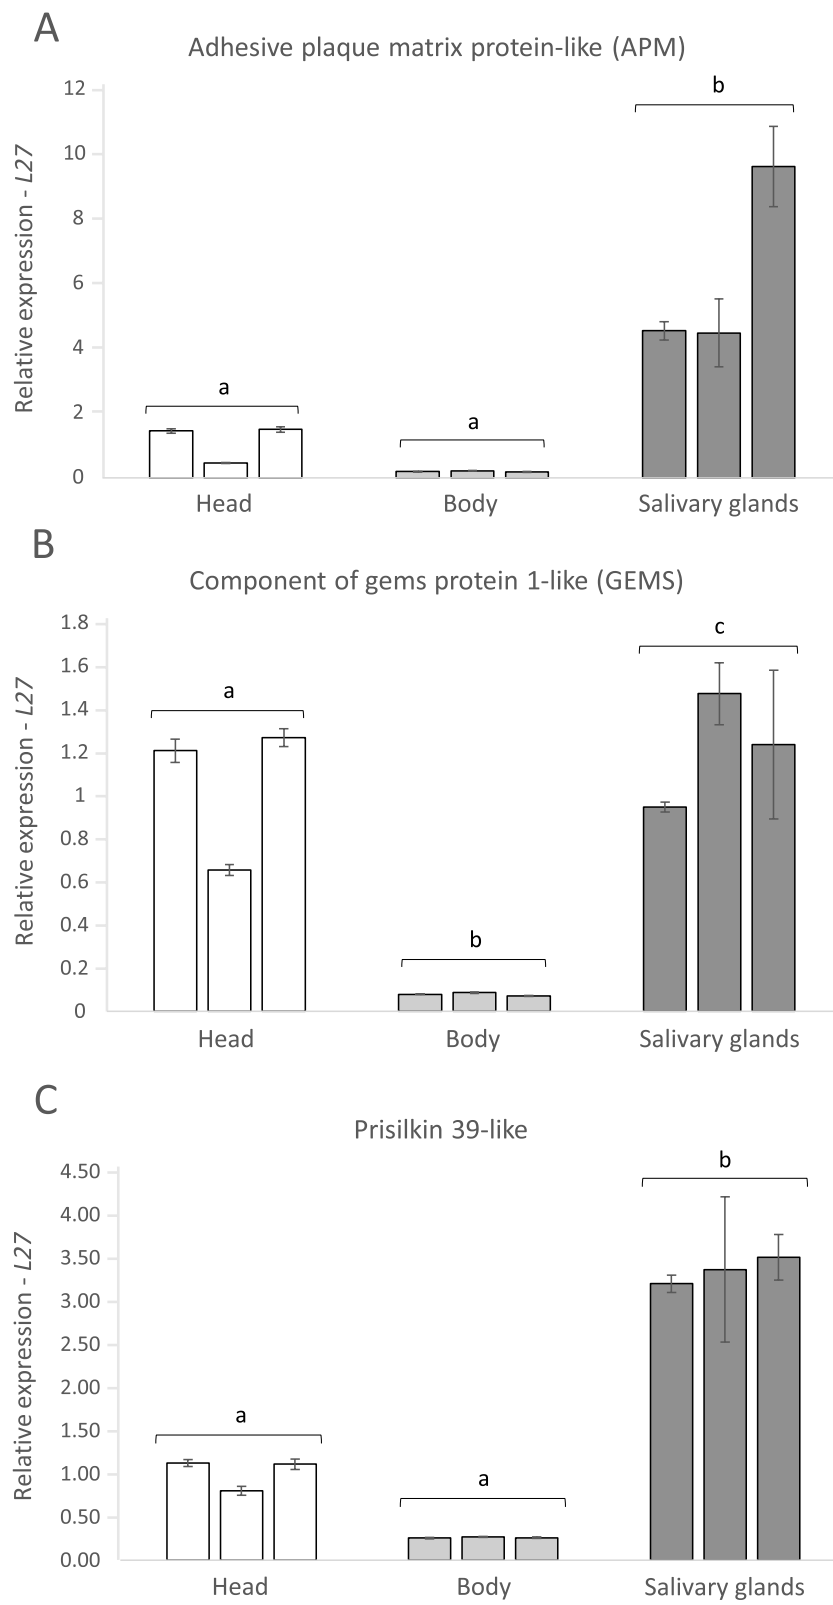 A
Adhesive plaque matrix protein-like (APM)
Relative expression - L27
12
10
8
6
4
2
0
a
a
b
Head Body Salivary glands
B
Component of gems protein 1-like (GEMS)
Relative expression - L27
1.8
1.6
1.4
1.2
1
0.8
0.6
0.4
0.2
0
a
b
c
Head Body Salivary glands
C
Prisilkin 39-like
Relative expression - L27
4.50
4.00
3.50
3.00
2.50
2.00
1.50
1.00
0.50
0.00
a
a
b
Head Body Salivary glands